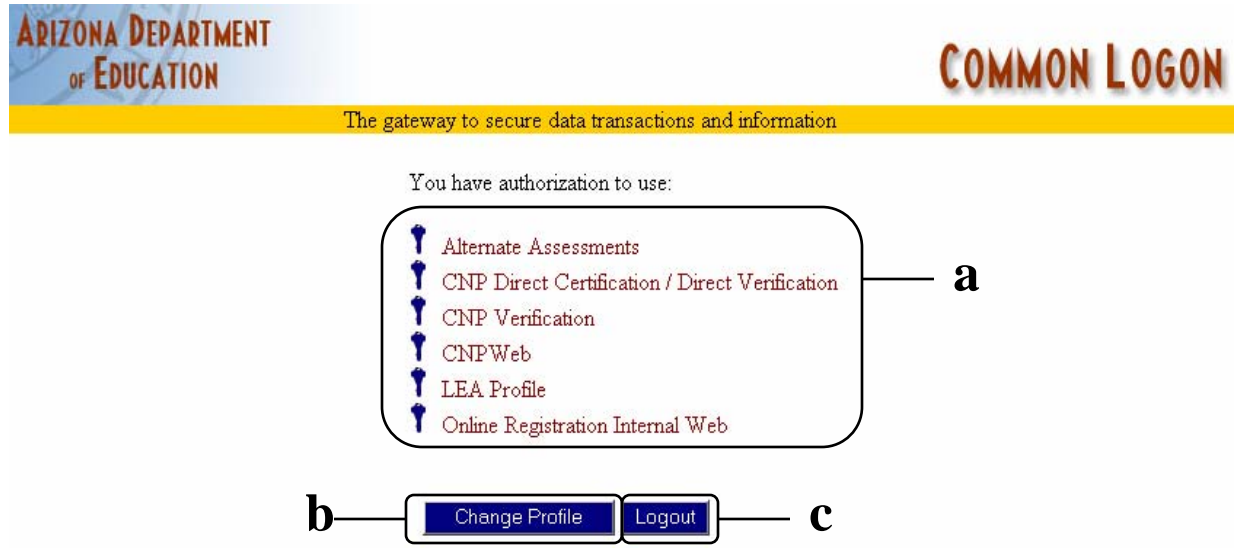 ARIZONA DEPARTMENT
OF EDUCATION
COMMON LOGON
The gateway to secure data transactions and information
You have authorization to use:
Alternate Assessments
CNP Direct Certification / Direct Verification
a
CNP Verification
CNPWeb
LEA Profile
Online Registration Internal Web
b Change Profile Logout c